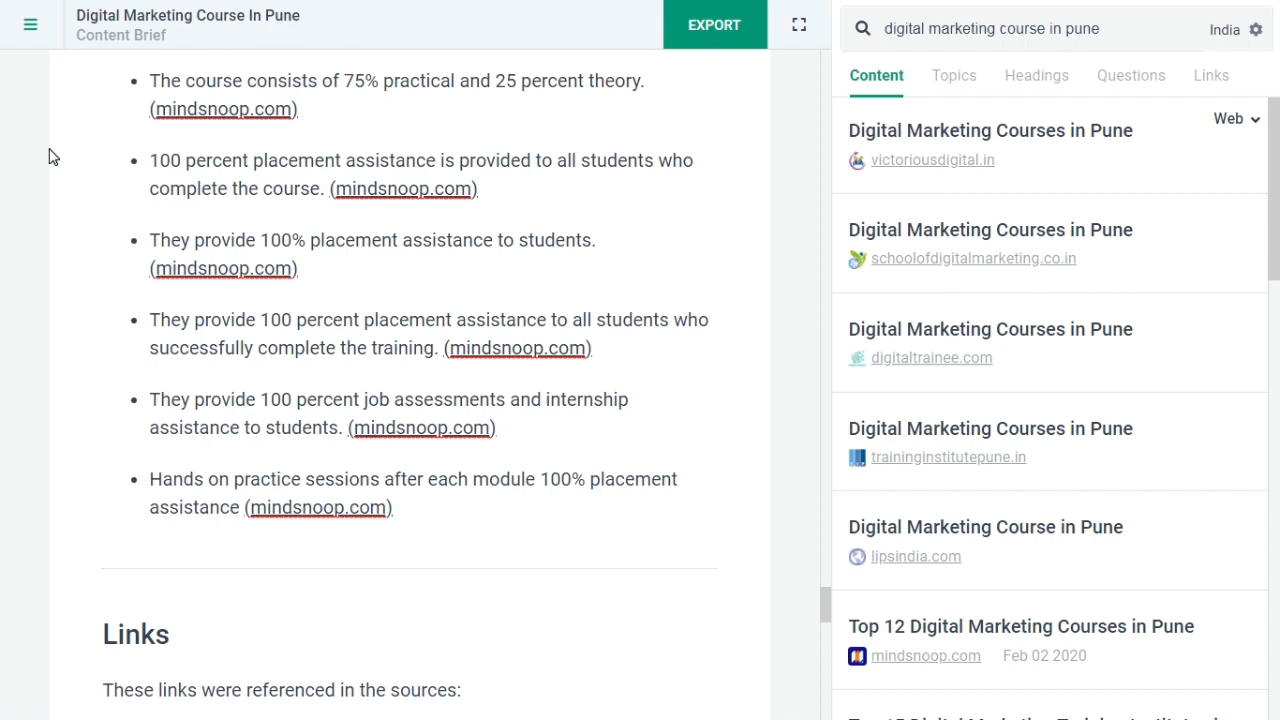 Digital Marketing Course In Pune
Content Brief
EXPORT
The course consists of 75% practical and 25 percent theory.
(mindsnoop.com)
100 percent placement assistance is provided to all students who
complete the course. (mindsnoop.com)
They provide 100% placement assistance to students.
(mindsnoop.com)
They provide 100 percent placement assistance to all students who
successfully complete the training. (mindsnoop.com)
They provide 100 percent job assessments and internship
assistance to students. (mindsnoop.com)
Hands on practice sessions after each module 100% placement
assistance (mindsnoop.com)
Links
These links were referenced in the sources:
digital marketing course in pune
India
Content Topics Headings Questions Links
Web
Digital Marketing Courses in Pune
victoriousdigital.in
Digital Marketing Courses in Pune
schoolofdigitalmarketing.co.in
Digital Marketing Courses in Pune
digitaltrainee.com
Digital Marketing Courses in Pune
traininginstitutepune.in
Digital Marketing Course in Pune
lipsindia.com
Top 12 Digital Marketing Courses in Pune
mindsnoop.com Feb 02 2020